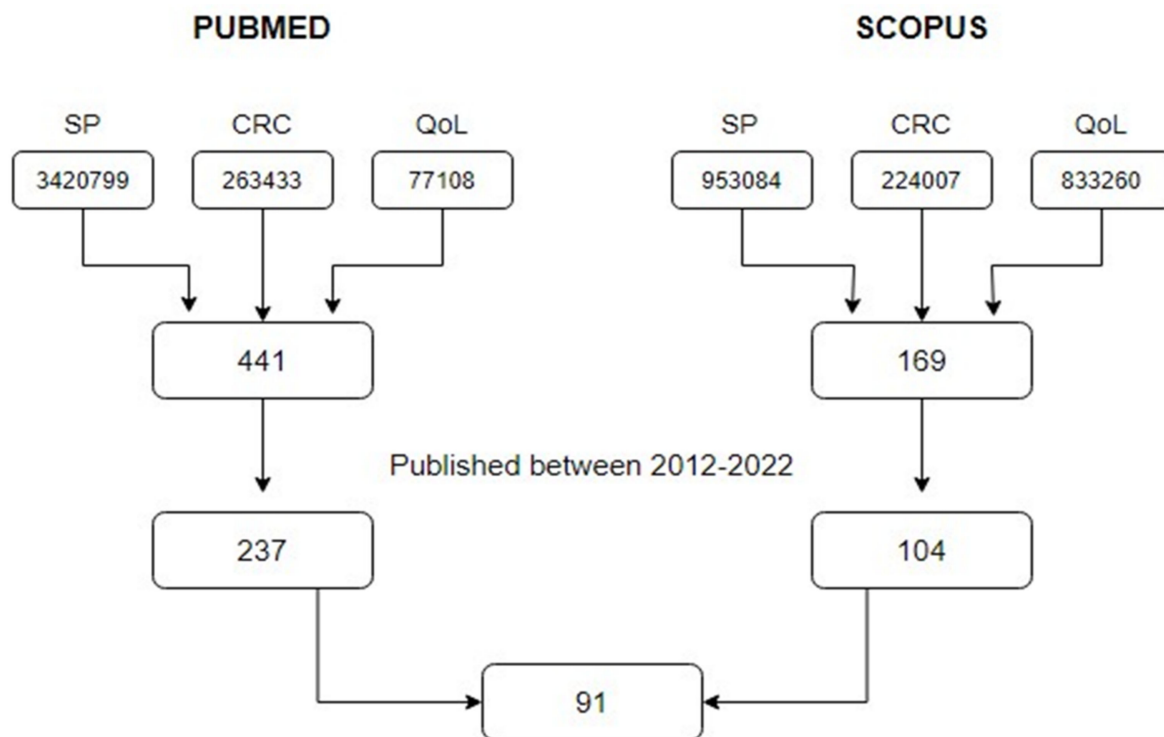 PUBMED SCOPUS
SP CRC QoL SP CRC QoL
3420799 263433 77108 953084 224007 833260
441 169
Published between 2012-2022
237 104
91